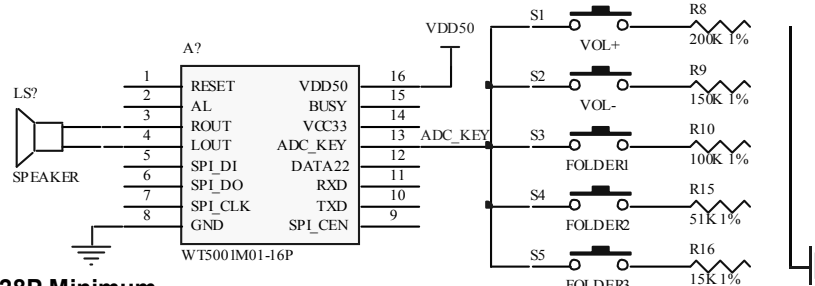 A?
LS?
SPEAKER
1 RESET
2 AL
3 ROUT
4 LOUT
5 SPI_DI
6 SPI_DO
7 SPI_CLK
8 GND
VDD50 16
BUSY 15
VCC33 14
ADC_KEY 13
DATA22 12
RXD 11
TXD 10
SPI_CEN 9
WT5001M01-16P
VDD50
ADC_KEY
S1 VOL+ R8 200K 1%
S2 VOL- R9 150K 1%
S3 FOLDER1 R10 100K 1%
S4 FOLDER2 R15 51K 1%
S5 FOLDER3 R16 15K 1%
28P Minimum